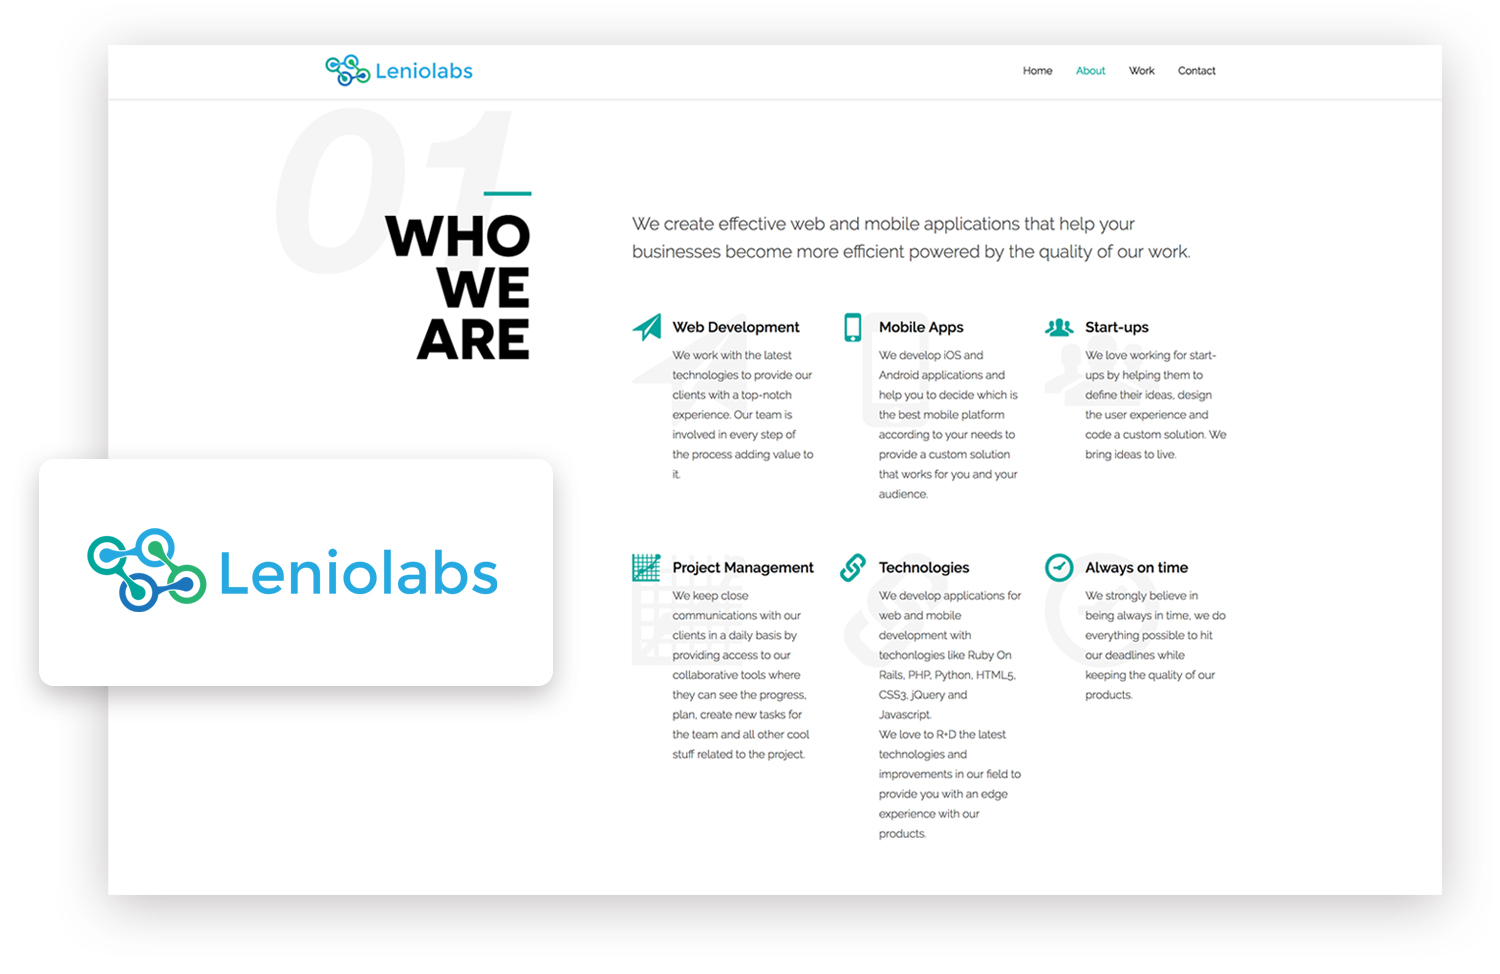 Leniolabs
Home About Work Contact
01
WHO
WE
ARE
We create effective web and mobile applications that help your
businesses become more efficient powered by the quality of our work.
Web Development
We work with the latest
technologies to provide our
clients with a top-notch
experience. Our team is
involved in every step of
the process adding value to
it.
Mobile Apps
We develop iOS and
Android applications and
help you to decide which is
the best mobile platform
according to your needs to
provide a custom solution
that works for you and your
audience.
Start-ups
We love working for start-
ups by helping them to
define their ideas, design
the user experience and
code a custom solution. We
bring ideas to live.
Leniolabs
Project Management
We keep close
communications with our
clients in a daily basis by
providing access to our
collaborative tools where
they can see the progress,
plan, create new tasks for
the team and all other cool
stuff related to the project.
Technologies
We develop applications for
web and mobile
development with
techonlogies like Ruby On
Rails, PHP, Python, HTML5,
CSS3, jQuery and
Javascript.
We love to R+D the latest
technologies and
improvements in our field to
provide you with an edge
experience with our
products.
Always on time
We strongly believe in
being always in time, we do
everything possible to hit
our deadlines while
keeping the quality of our
products.